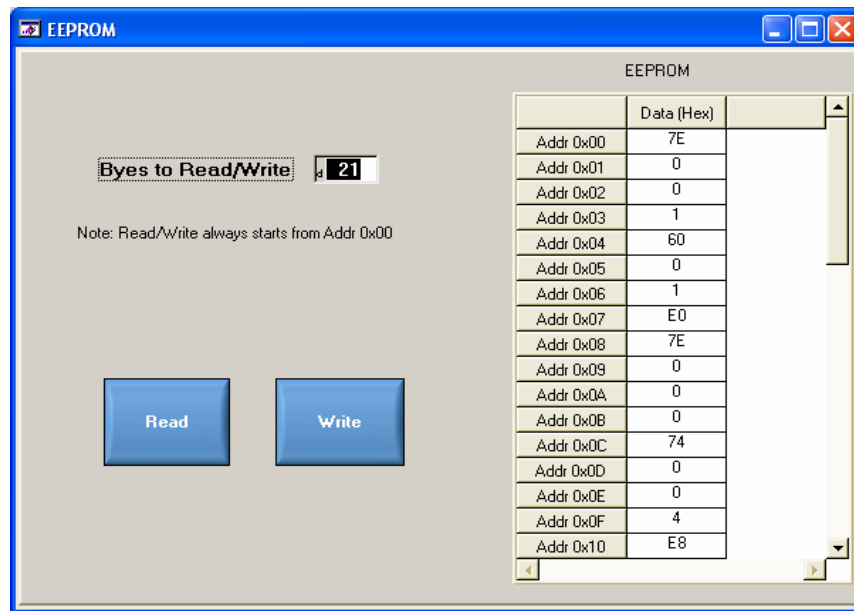 EEPROM
EEPROM
Data (Hex)
Addr 0x00 7E
Addr 0x01 0
Byes to Read/Write d 21
Addr 0x02 0
Addr 0x03 1
Note: Read/Write always starts from Addr 0x00
Addr 0x04 60
Addr 0x05 0
Addr 0x06 1
Addr 0x07 E0
Addr 0x08 7E
Addr 0x09 0
Addr 0x0A 0
Addr 0x0B 0
Read Write
Addr 0x0C 74
Addr 0x0D 0
Addr 0x0E 0
Addr 0x0F 4
Addr 0x10 E8